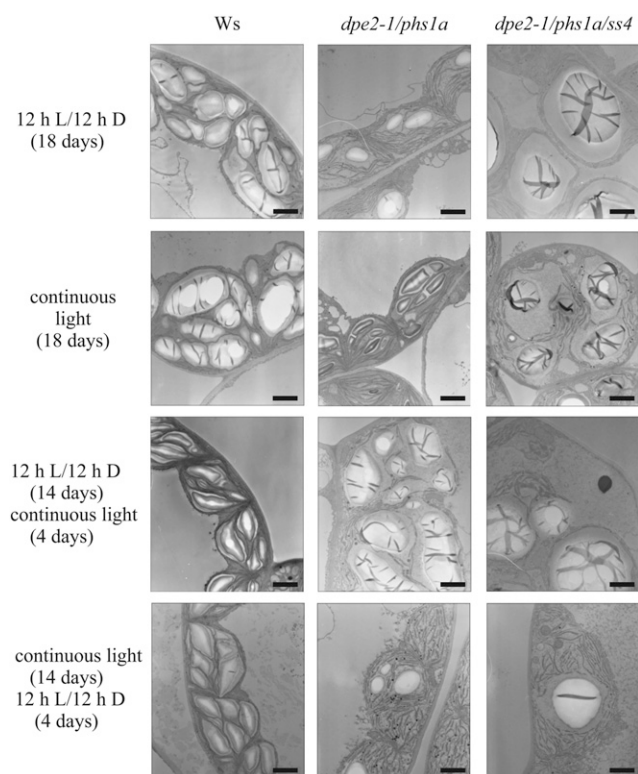 Ws dpe2-1/phs1a dpe2-1/phs1a/ss4
12 h L/12 h D
(18 days)
continuous
light
(18 days)
12 h L/12 h D
(14 days)
continuous light
(4 days)
continuous light
(14 days)
12 h L/12 h D
(4 days)